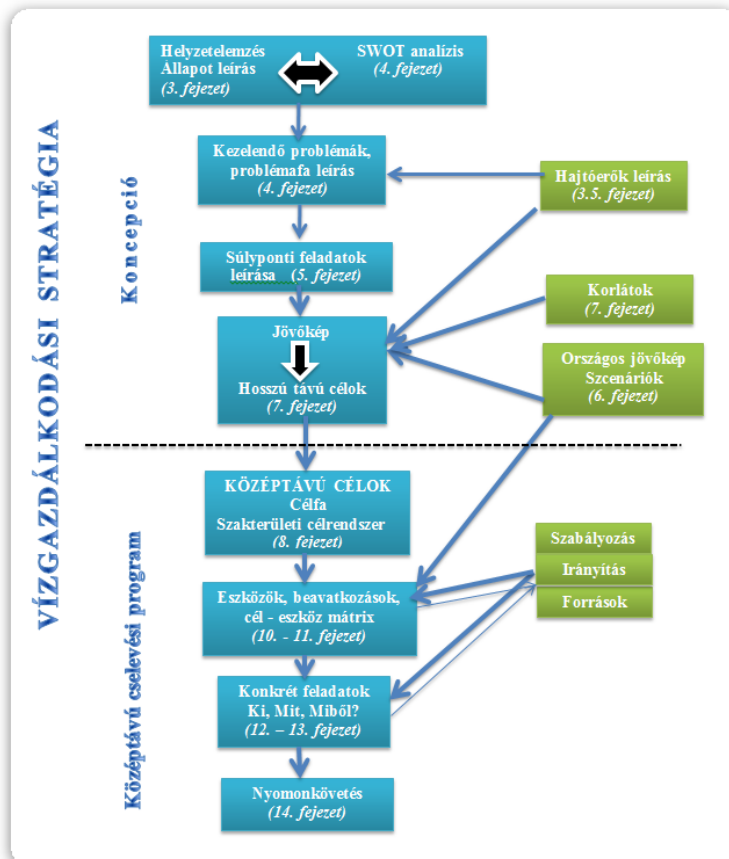 VÍZGAZDÁLKODÁSI STRATÉGIA
Koncepció
Helyzetelemzés
Állapot leírás
(3. fejezet)
SWOT analízis
(4. fejezet)
Kezelendő problémák,
problémafa leírás
(4. fejezet)
Hajtóerők leírás
(3.5. fejezet)
Súlyponti feladatok
leírása (5. fejezet)
Korlátok
(7. fejezet)
Jövőkép
Hosszú távú célok
(7. fejezet)
Országos jövőkép
Szcenáriók
(6. fejezet)
Középtávú cselevési program
KÖZÉPTÁVÚ CÉLOK
Célfa
Szakterületi célrendszer
(8. fejezet)
Szabályozás
Irányítás
Források
Eszközök, beavatkozások,
cél - eszköz mátrix
(10. - 11. fejezet)
Konkrét feladatok
Ki, Mit, Miből?
(12. – 13. fejezet)
Nyomonkövetés
(14. fejezet)